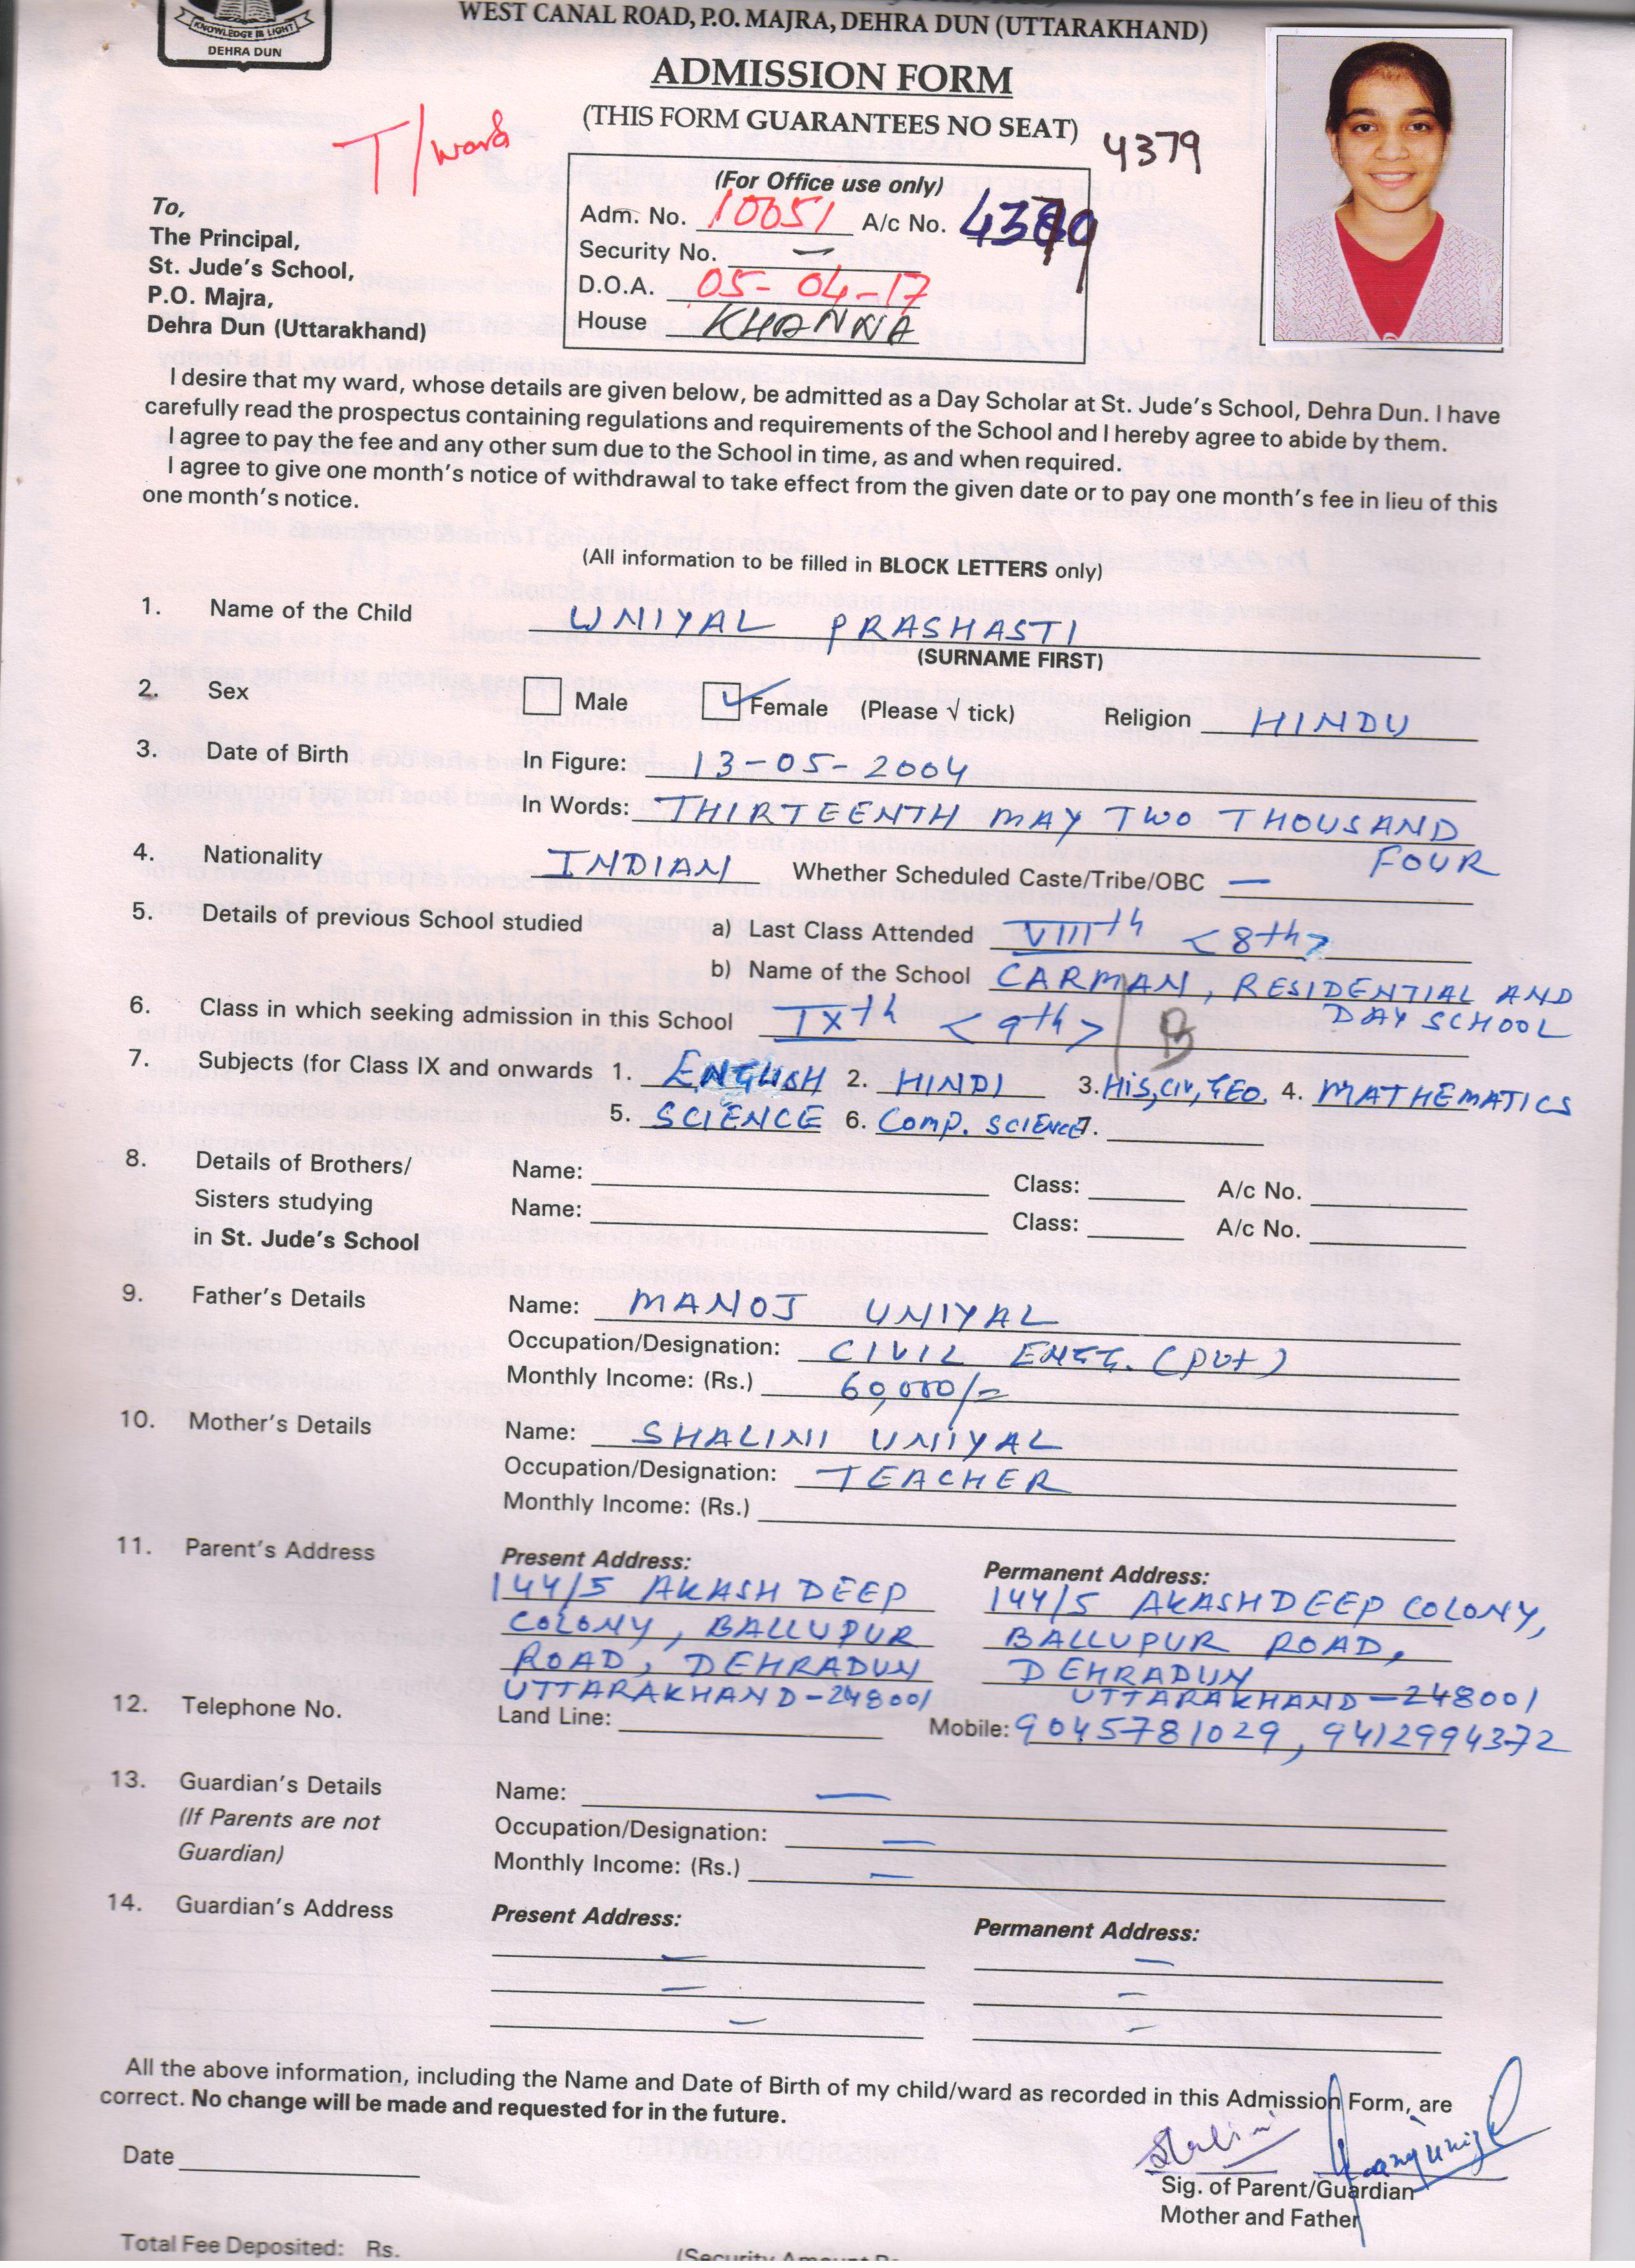 KNOWLEDGE IS LIGHT
DEHRA DUN
WEST CANAL ROAD, P.O. MAJRA, DEHRA DUN (UTTARAKHAND)
ADMISSION FORM
(THIS FORM GUARANTEES NO SEAT)
T/ward
4379
(For Office use only)
Adm. No. 10051 A/c No.
Security No. —
D.O.A. 05-04-17
House KHANNA
To,
The Principal,
St. Jude's School,
P.O. Majra,
Dehra Dun (Uttarakhand)
I desire that my ward, whose details are given below, be admitted as a Day Scholar at St. Jude's School, Dehra Dun. I have
carefully read the prospectus containing regulations and requirements of the School and I hereby agree to abide by them.
I agree to pay the fee and any other sum due to the School in time, as and when required.
I agree to give one month's notice of withdrawal to take effect from the given date or to pay one month's fee in lieu of this
one month's notice.
(All information to be filled in BLOCK LETTERS only)
1. Name of the Child UNIYAL PRASHASTI
(SURNAME FIRST)
2. Sex Male Female (Please √ tick) Religion HINDU
3. Date of Birth In Figure: 13-05-2004
In Words: THIRTEENTH MAY TWO THOUSAND
FOUR
4. Nationality INDIAN Whether Scheduled Caste/Tribe/OBC —
5. Details of previous School studied a) Last Class Attended VIIIth <8th>
b) Name of the School CARMAN, RESIDENTIAL AND
DAY SCHOOL
6. Class in which seeking admission in this School IXth <9th> / B
7. Subjects (for Class IX and onwards 1. ENGLISH 2. HINDI 3. His, Civ, GEO. 4. MATHEMATICS
5. SCIENCE 6. Comp. SCIENCE 7.
8. Details of Brothers/ Name: Class: A/c No.
Sisters studying Name: Class: A/c No.
in St. Jude's School
9. Father's Details Name: MANOJ UNIYAL
Occupation/Designation: CIVIL ENGG. (Pvt)
Monthly Income: (Rs.) 60,000/=
10. Mother's Details Name: SHALINI UNIYAL
Occupation/Designation: TEACHER
Monthly Income: (Rs.)
11. Parent's Address Present Address: Permanent Address:
144/5 AKASH DEEP 144/5 AKASHDEEP COLONY,
COLONY, BALLUPUR BALLUPUR ROAD,
ROAD, DEHRADUN DEHRADUN
UTTARAKHAND-248001 UTTARAKHAND-248001
12. Telephone No. Land Line: Mobile: 9045781029, 9412994372
13. Guardian's Details Name: —
(If Parents are not Occupation/Designation: —
Guardian) Monthly Income: (Rs.) —
14. Guardian's Address Present Address: Permanent Address:
— —
— —
— —
All the above information, including the Name and Date of Birth of my child/ward as recorded in this Admission Form, are
correct. No change will be made and requested for in the future.
Shalini
Date
Sig. of Parent/Guardian
Mother and Father
Total Fee Deposited: Rs.